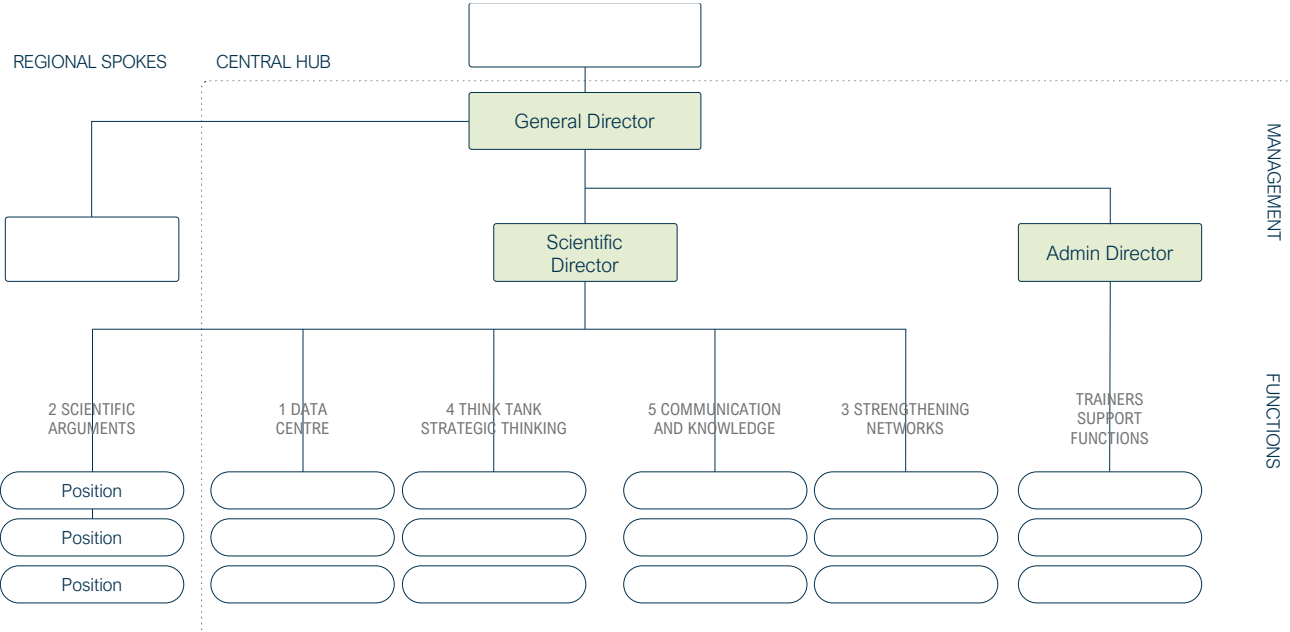 REGIONAL SPOKES
CENTRAL HUB
General Director
MANAGEMENT
Scientific
Director
Admin Director
FUNCTIONS
2 SCIENTIFIC
ARGUMENTS
1 DATA
CENTRE
4 THINK TANK
STRATEGIC THINKING
5 COMMUNICATION
AND KNOWLEDGE
3 STRENGTHENING
NETWORKS
TRAINERS
SUPPORT
FUNCTIONS
Position
Position
Position